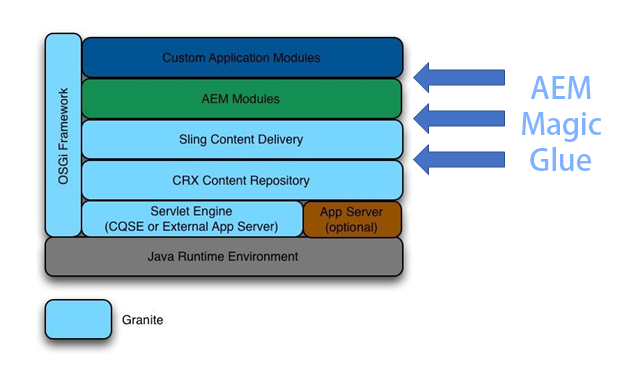 OSGi Framework
Custom Application Modules
AEM Modules
Sling Content Delivery
CRX Content Repository
Servlet Engine
(CQSE or External App Server)
App Server
(optional)
Java Runtime Environment
Granite
AEM
Magic
Glue